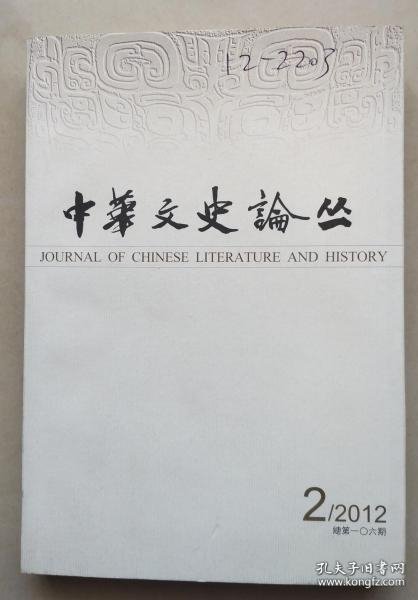 12-2203
中華文史論丛
JOURNAL OF CHINESE LITERATURE AND HISTORY
2/2012
總第一〇六期
孔夫子旧书网
www.kongfz.com